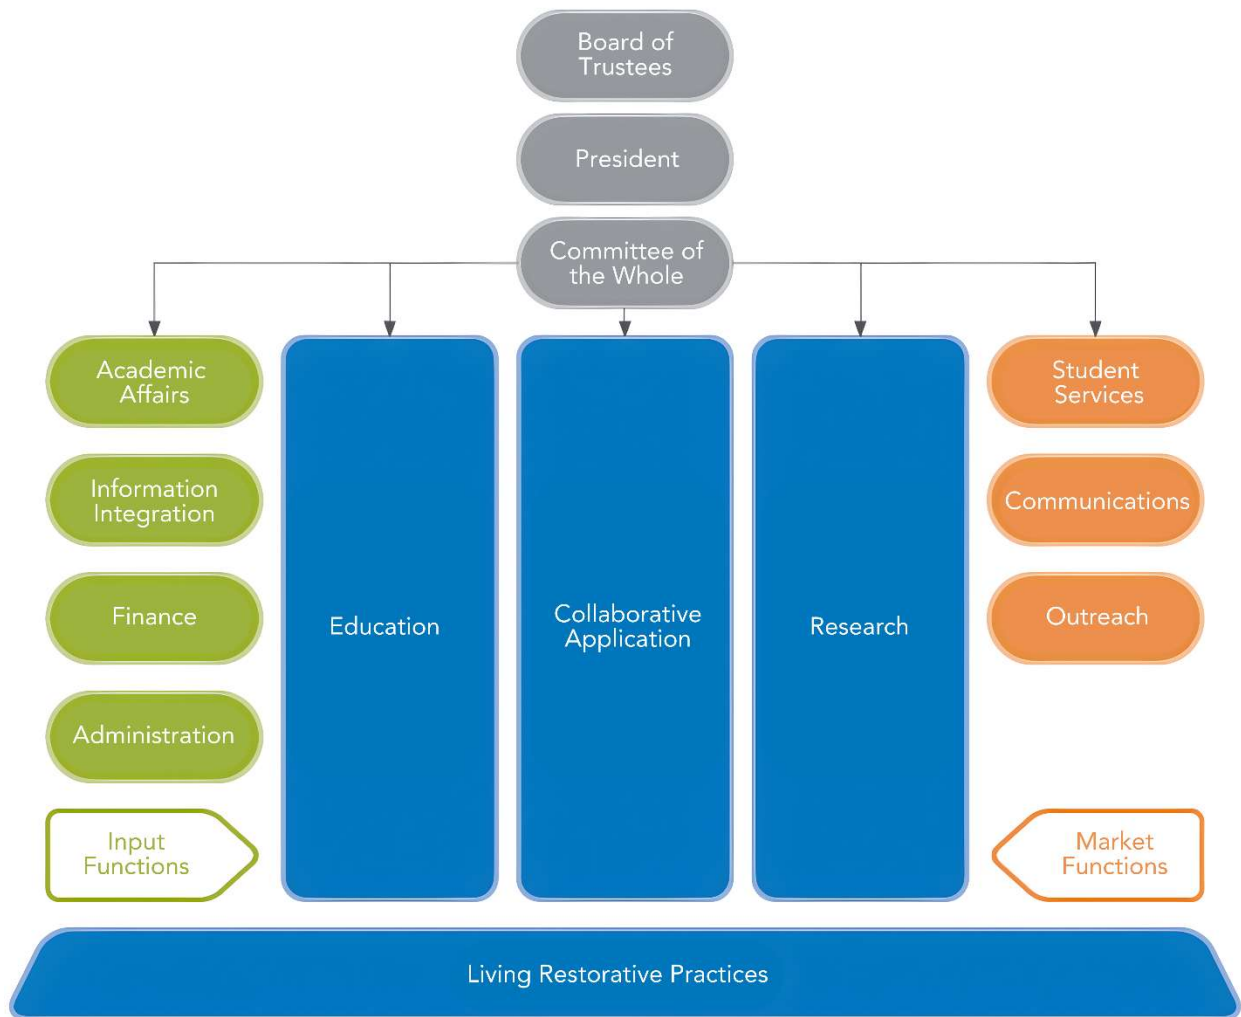 Board of
Trustees
President
Committee of
the Whole
Academic
Affairs
Information
Integration
Finance
Administration
Input
Functions
Education
Collaborative
Application
Research
Student
Services
Communications
Outreach
Market
Functions
Living Restorative Practices